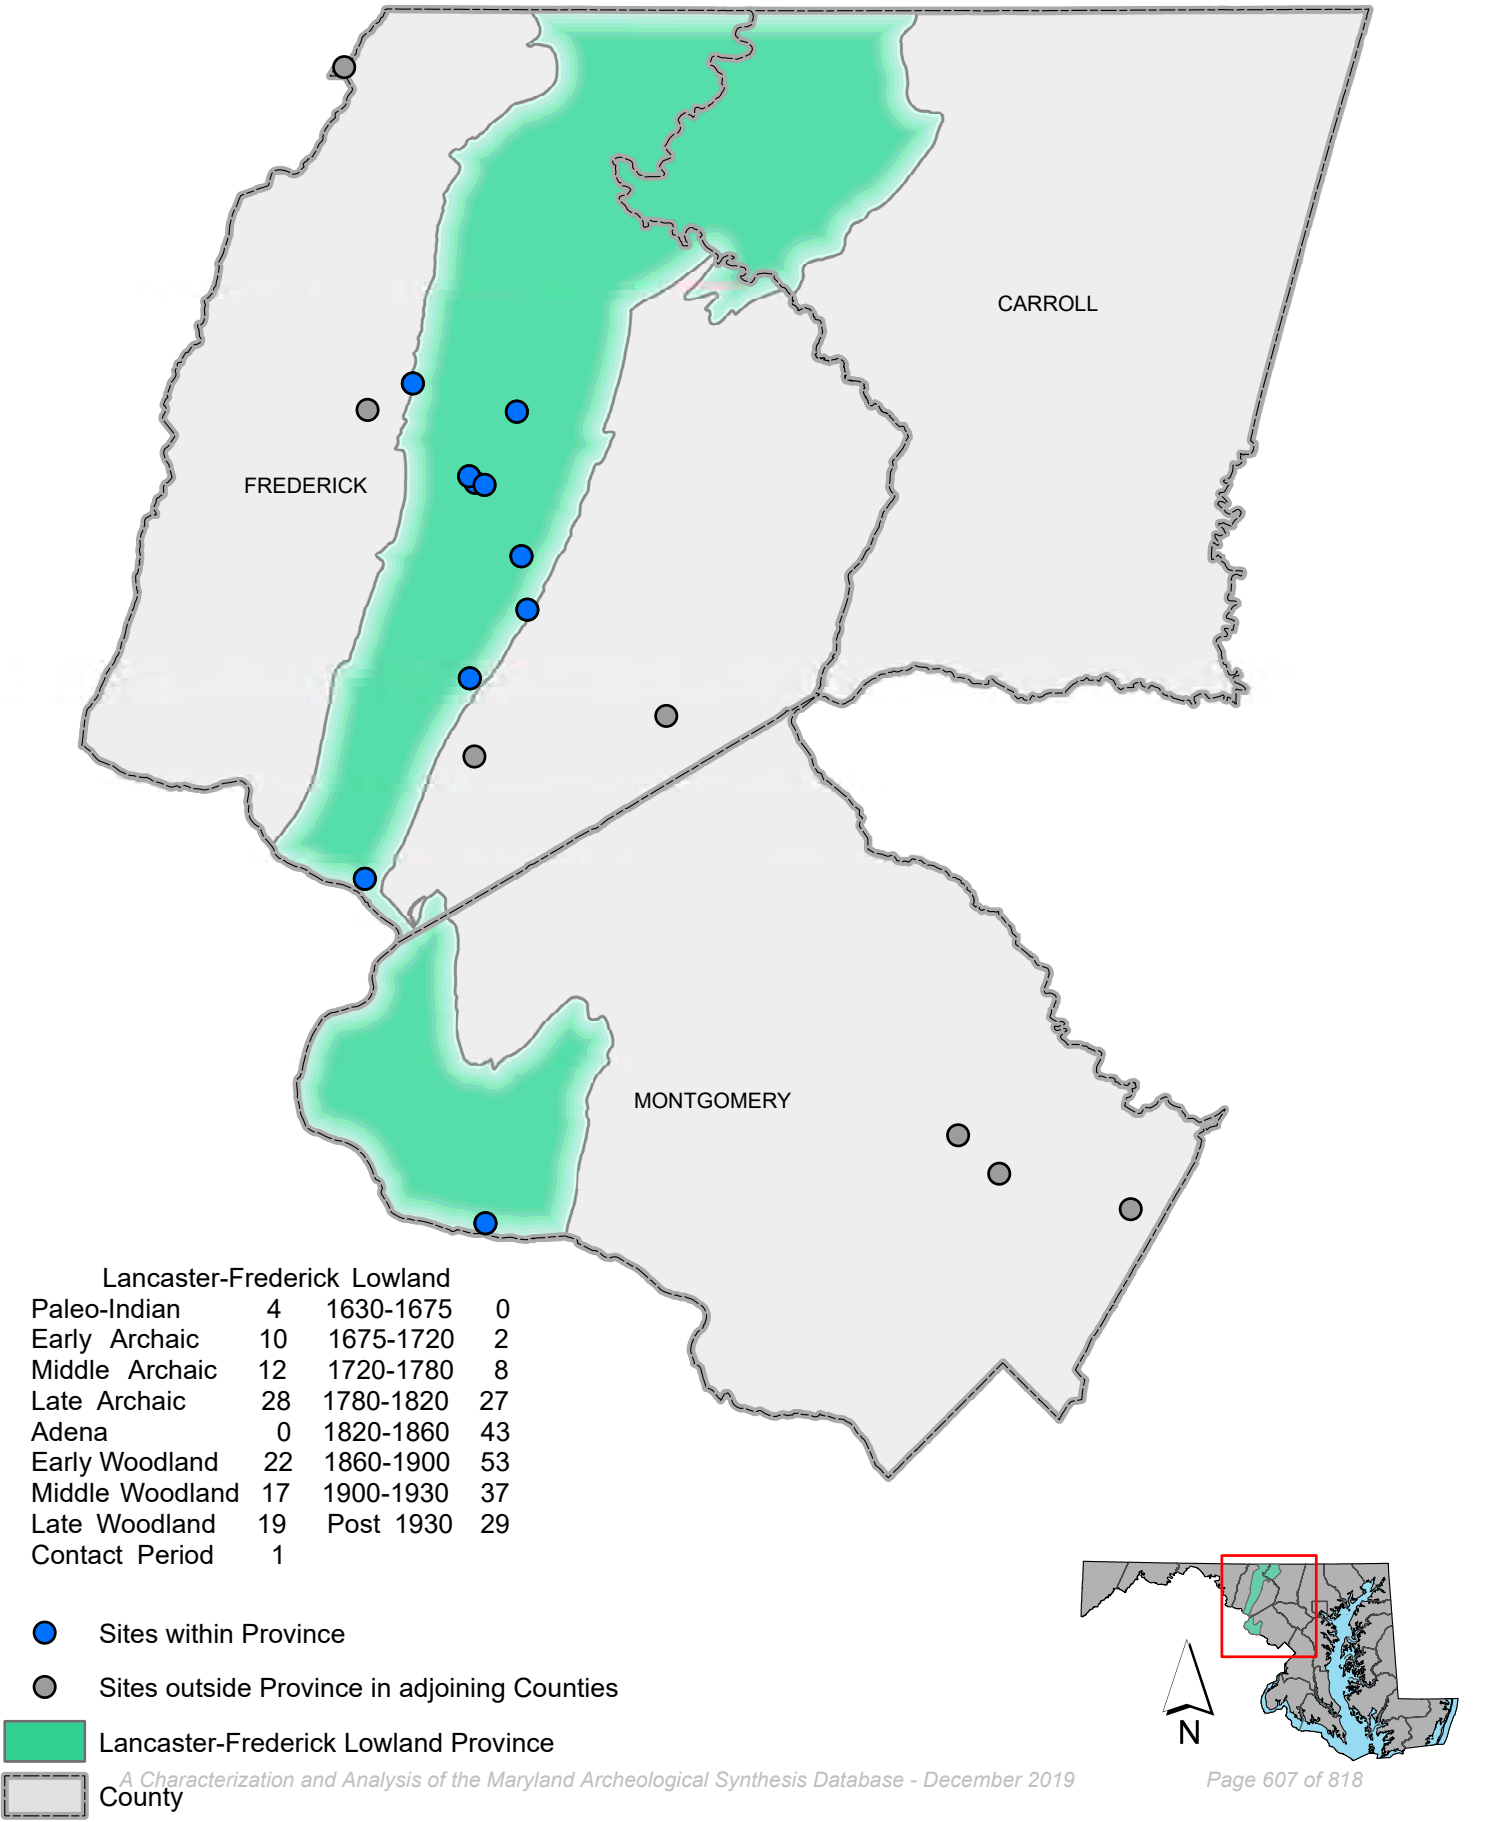 CARROLL
FREDERICK
MONTGOMERY
Lancaster-Frederick Lowland
Paleo-Indian 4 1630-1675 0
Early Archaic 10 1675-1720 2
Middle Archaic 12 1720-1780 8
Late Archaic 28 1780-1820 27
Adena 0 1820-1860 43
Early Woodland 22 1860-1900 53
Middle Woodland 17 1900-1930 37
Late Woodland 19 Post 1930 29
Contact Period 1
Sites within Province
Sites outside Province in adjoining Counties
N
Lancaster-Frederick Lowland Province
A Characterization and Analysis of the Maryland Archeological Synthesis Database - December 2019 Page 607 of 818
County